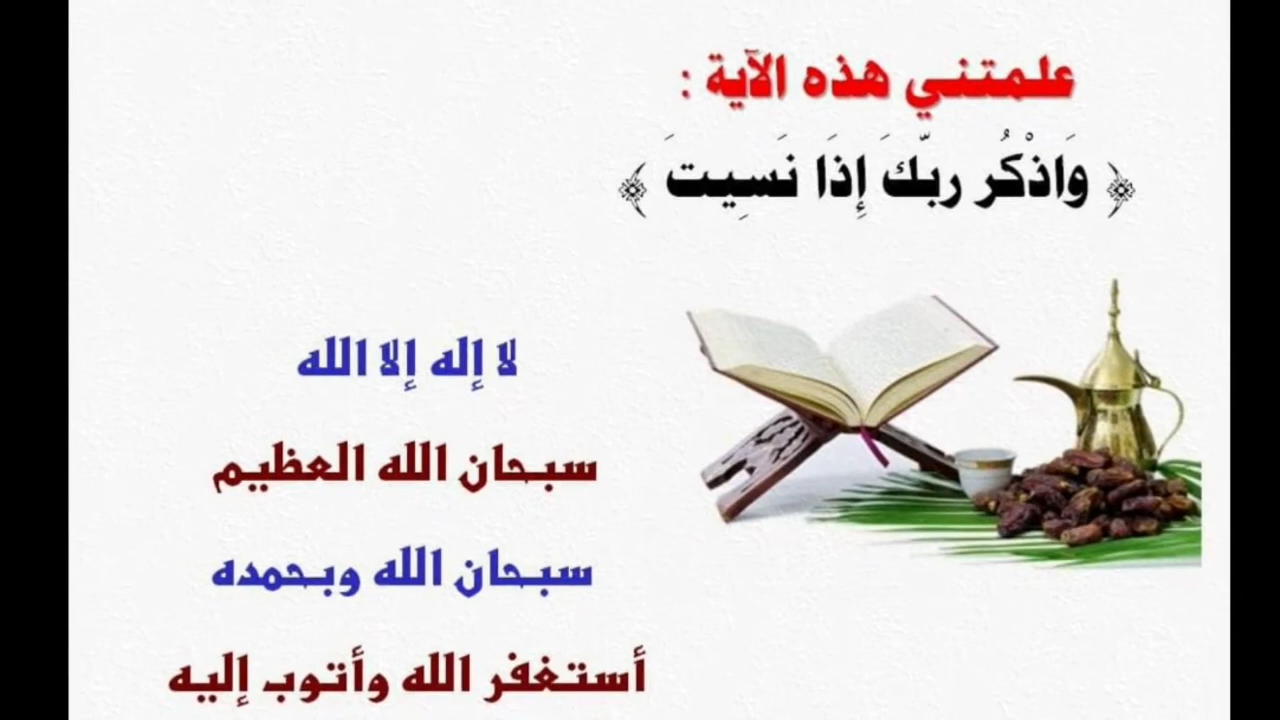 علمتني هذه الآية :
﴿ وَاذْكُر ربّكَ إِذَا نَسِيتَ ﴾
لا إله إلا الله
سبحان الله العظيم
سبحان الله وبحمده
أستغفر الله وأتوب إليه